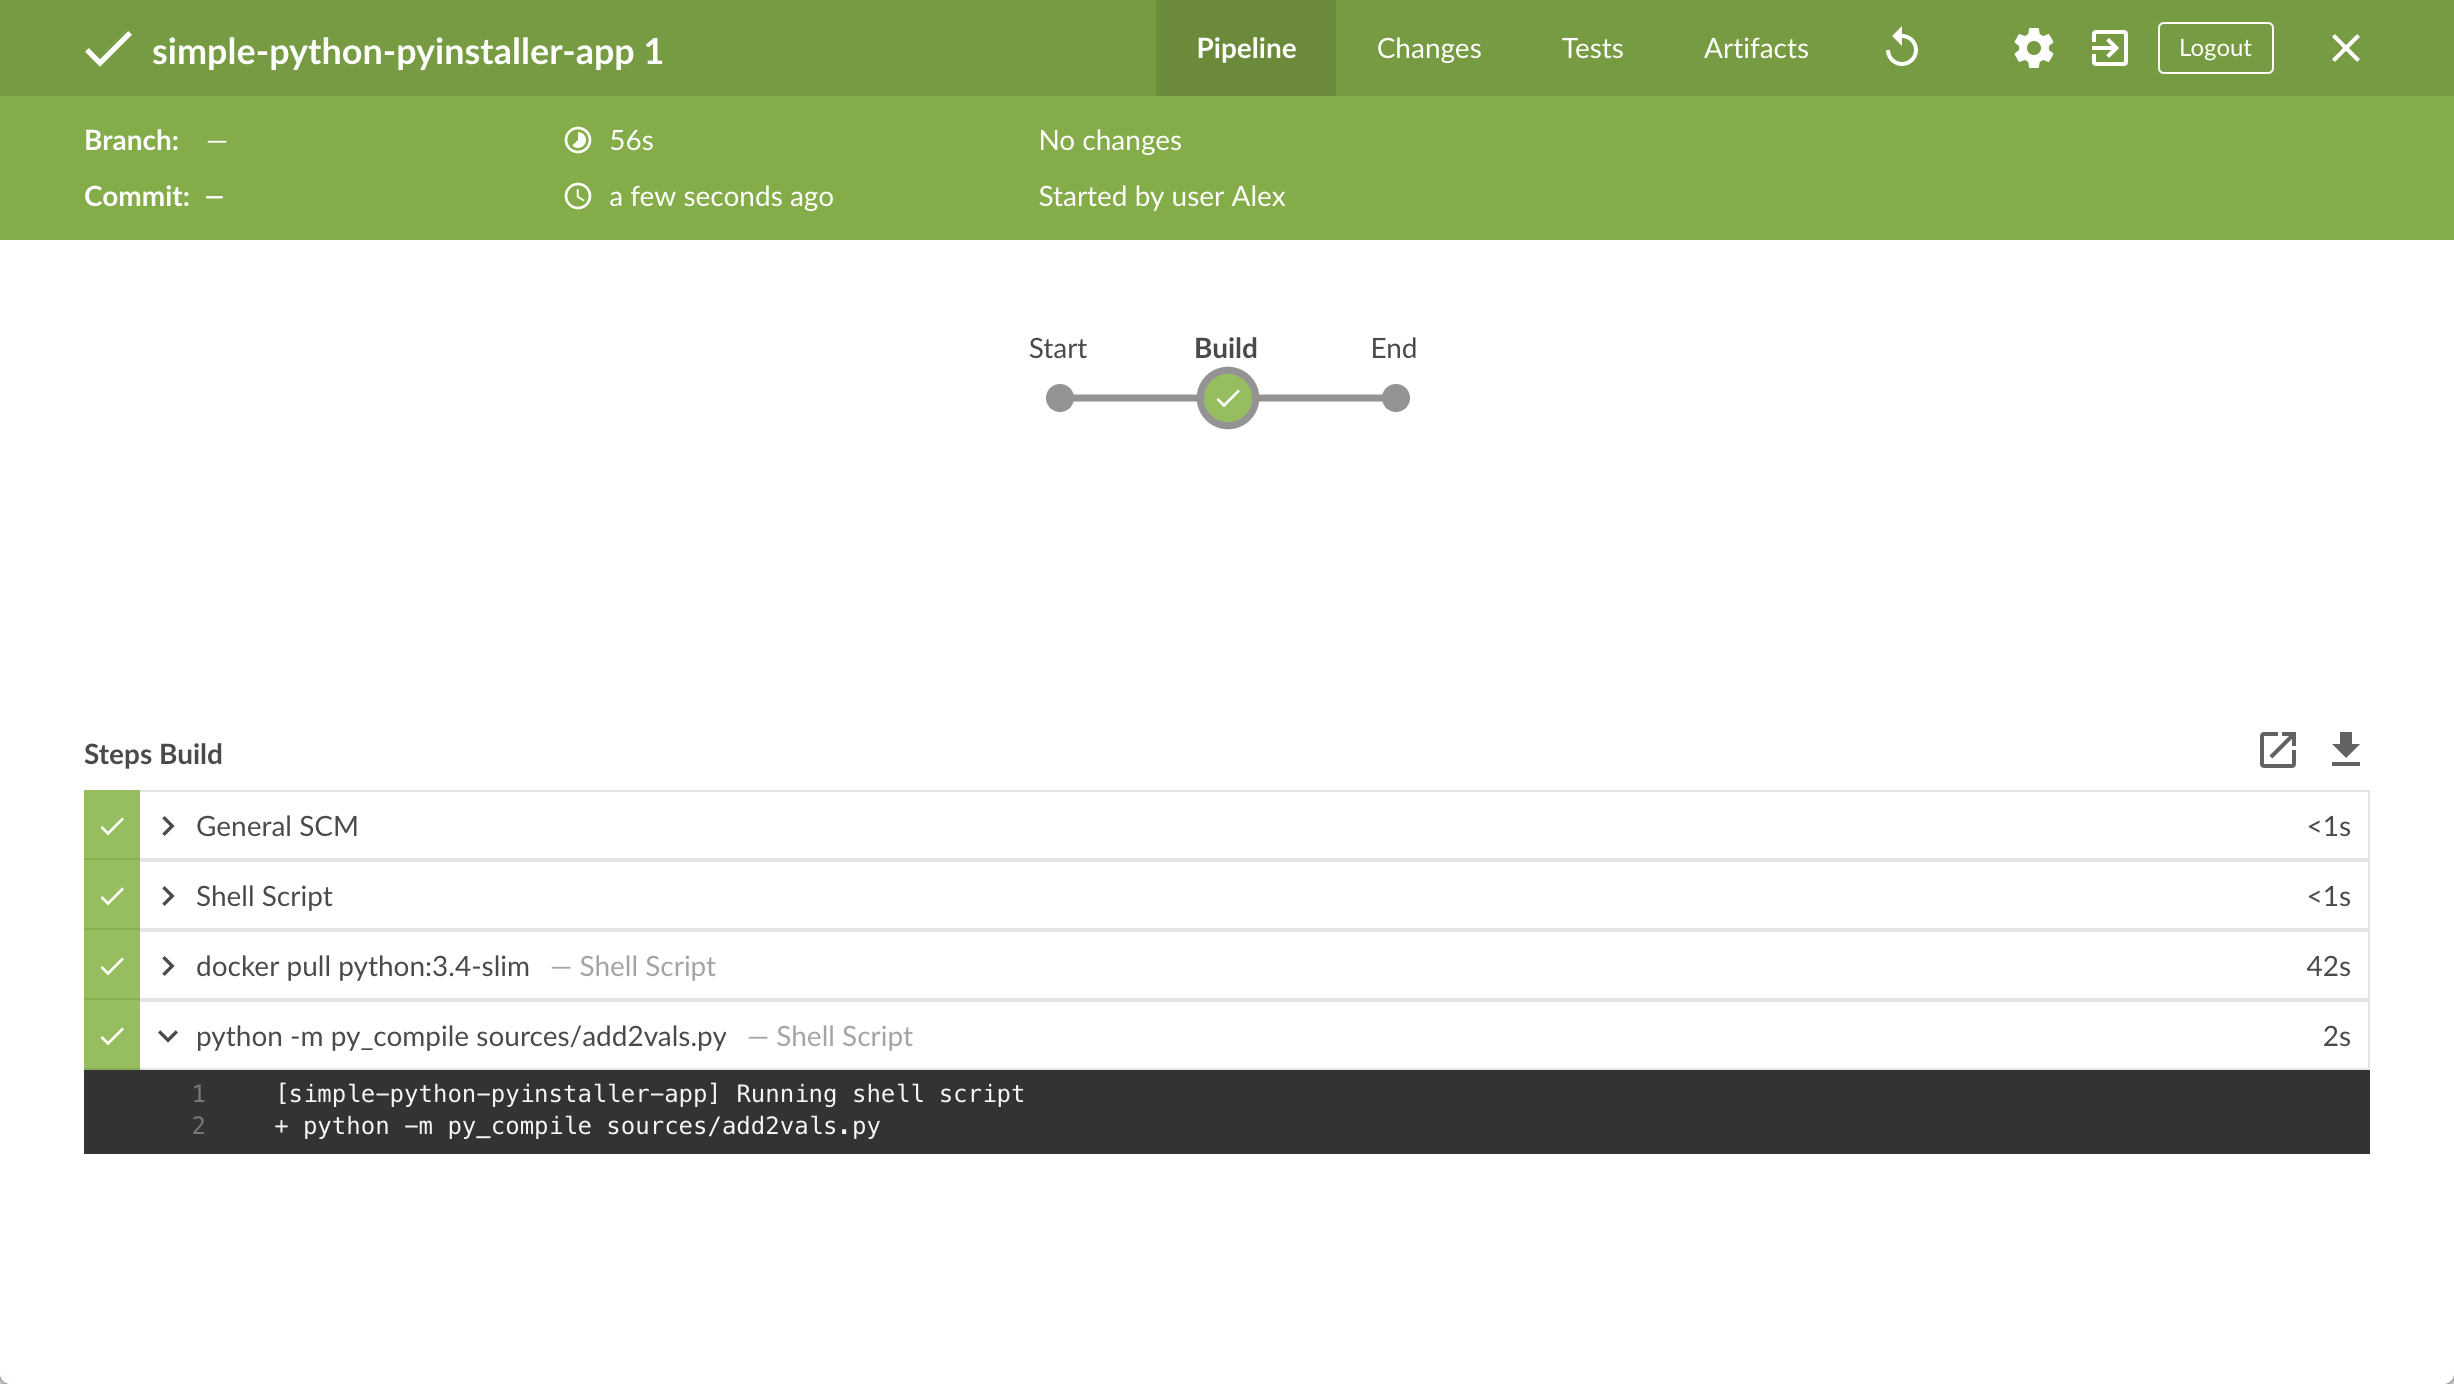 simple-python-pyinstaller-app 1
Pipeline Changes Tests Artifacts Logout
Branch: — 56s No changes
Commit: — a few seconds ago Started by user Alex
Start Build End
Steps Build
General SCM <1s
Shell Script <1s
docker pull python:3.4-slim — Shell Script 42s
python -m py_compile sources/add2vals.py — Shell Script 2s
1 [simple-python-pyinstaller-app] Running shell script
2 + python -m py_compile sources/add2vals.py